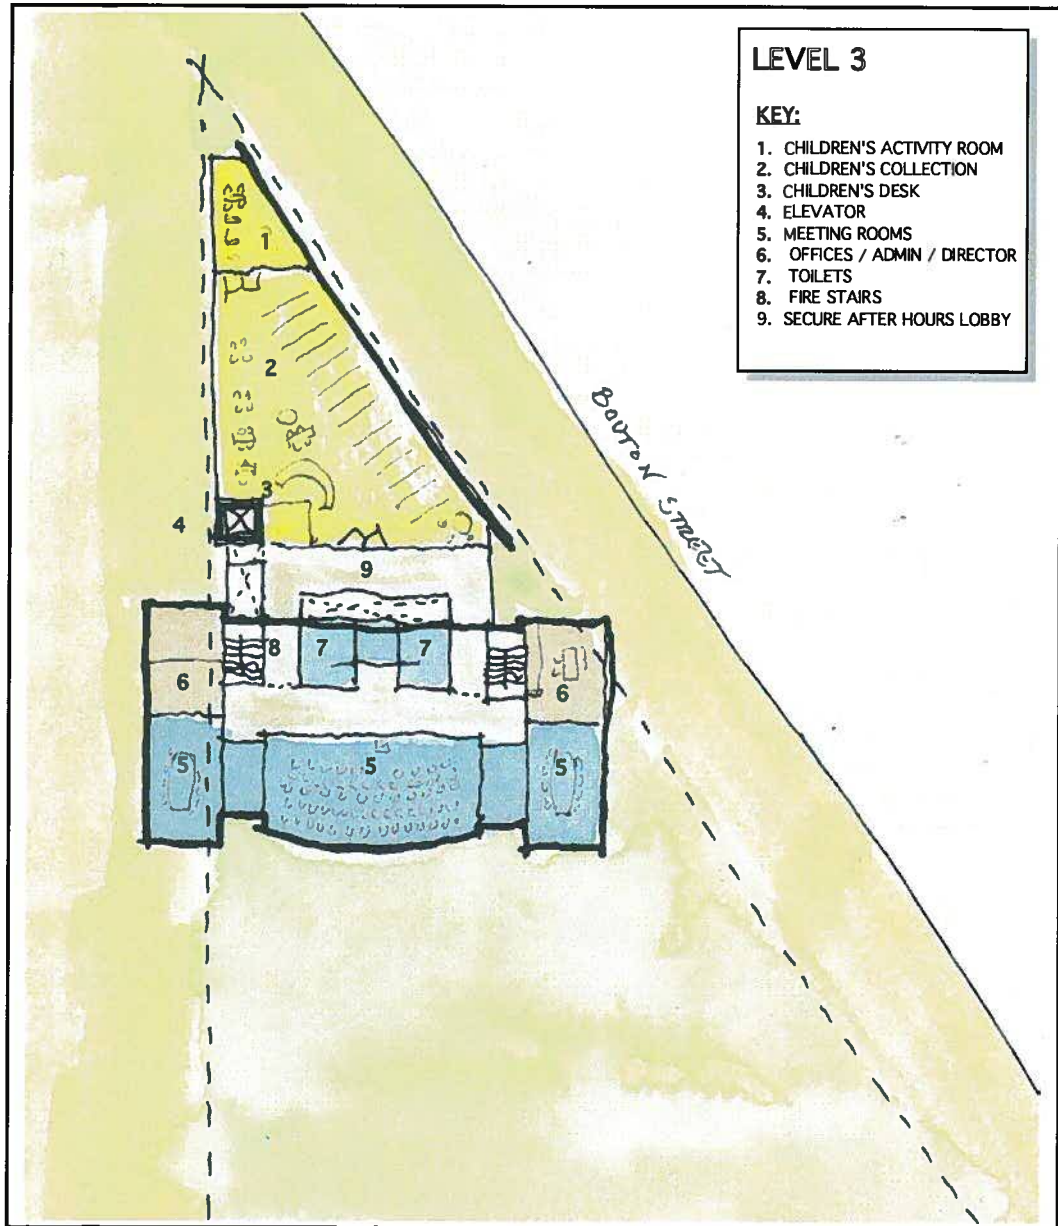 LEVEL 3
KEY:
1. CHILDREN'S ACTIVITY ROOM
2. CHILDREN'S COLLECTION
3. CHILDREN'S DESK
4. ELEVATOR
5. MEETING ROOMS
6. OFFICES / ADMIN / DIRECTOR
7. TOILETS
8. FIRE STAIRS
9. SECURE AFTER HOURS LOBBY
1
2
BOUTON STREET
3
4
9
8
7
7
6
6
5
5
5